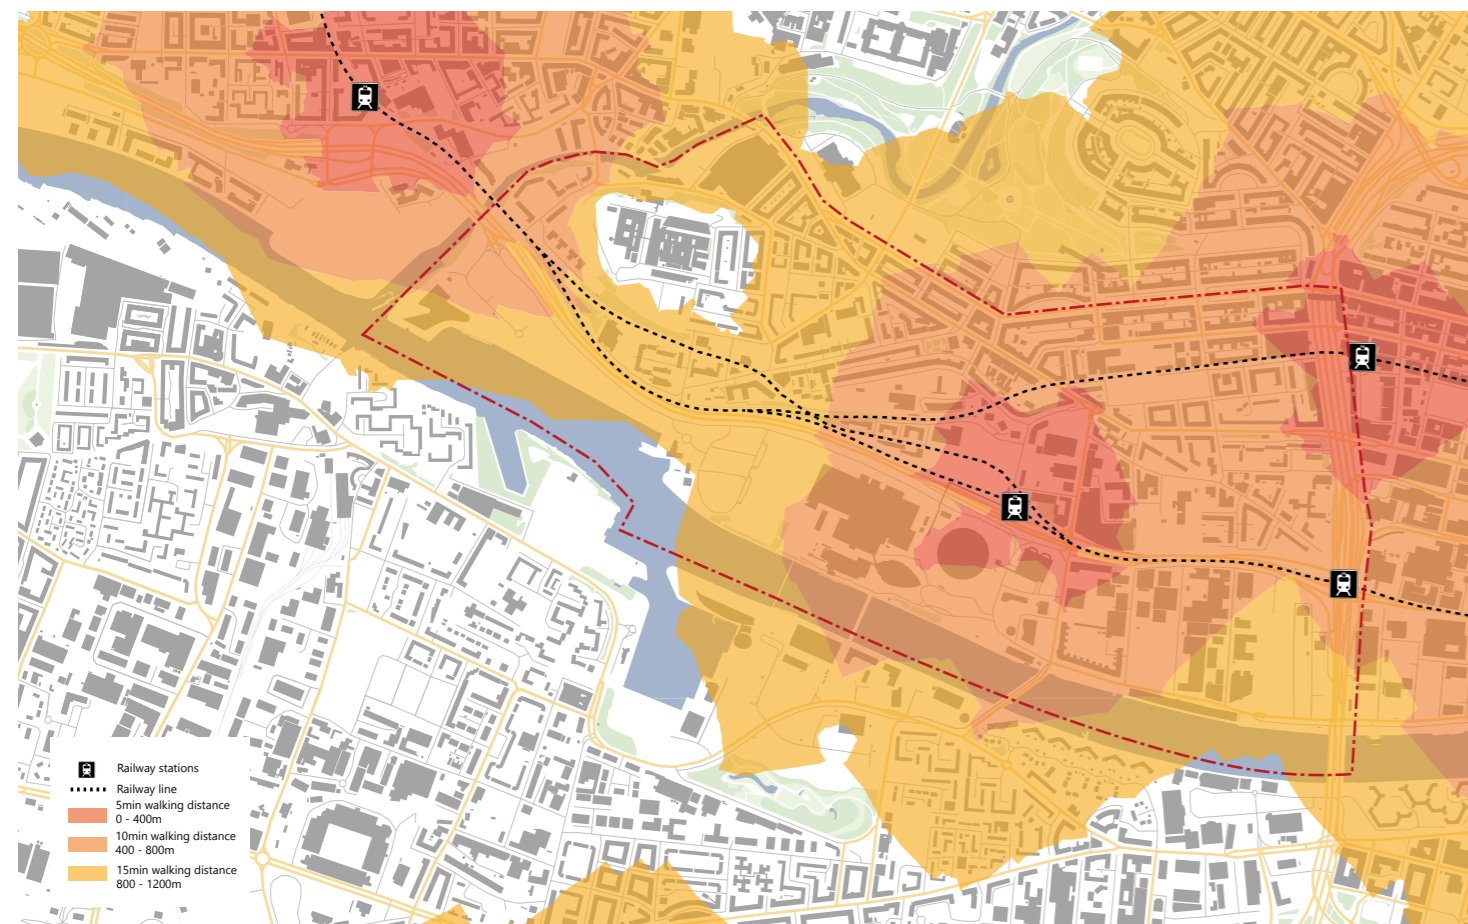 Railway stations
Railway line
5min walking distance
0 - 400m
10min walking distance
400 - 800m
15min walking distance
800 - 1200m